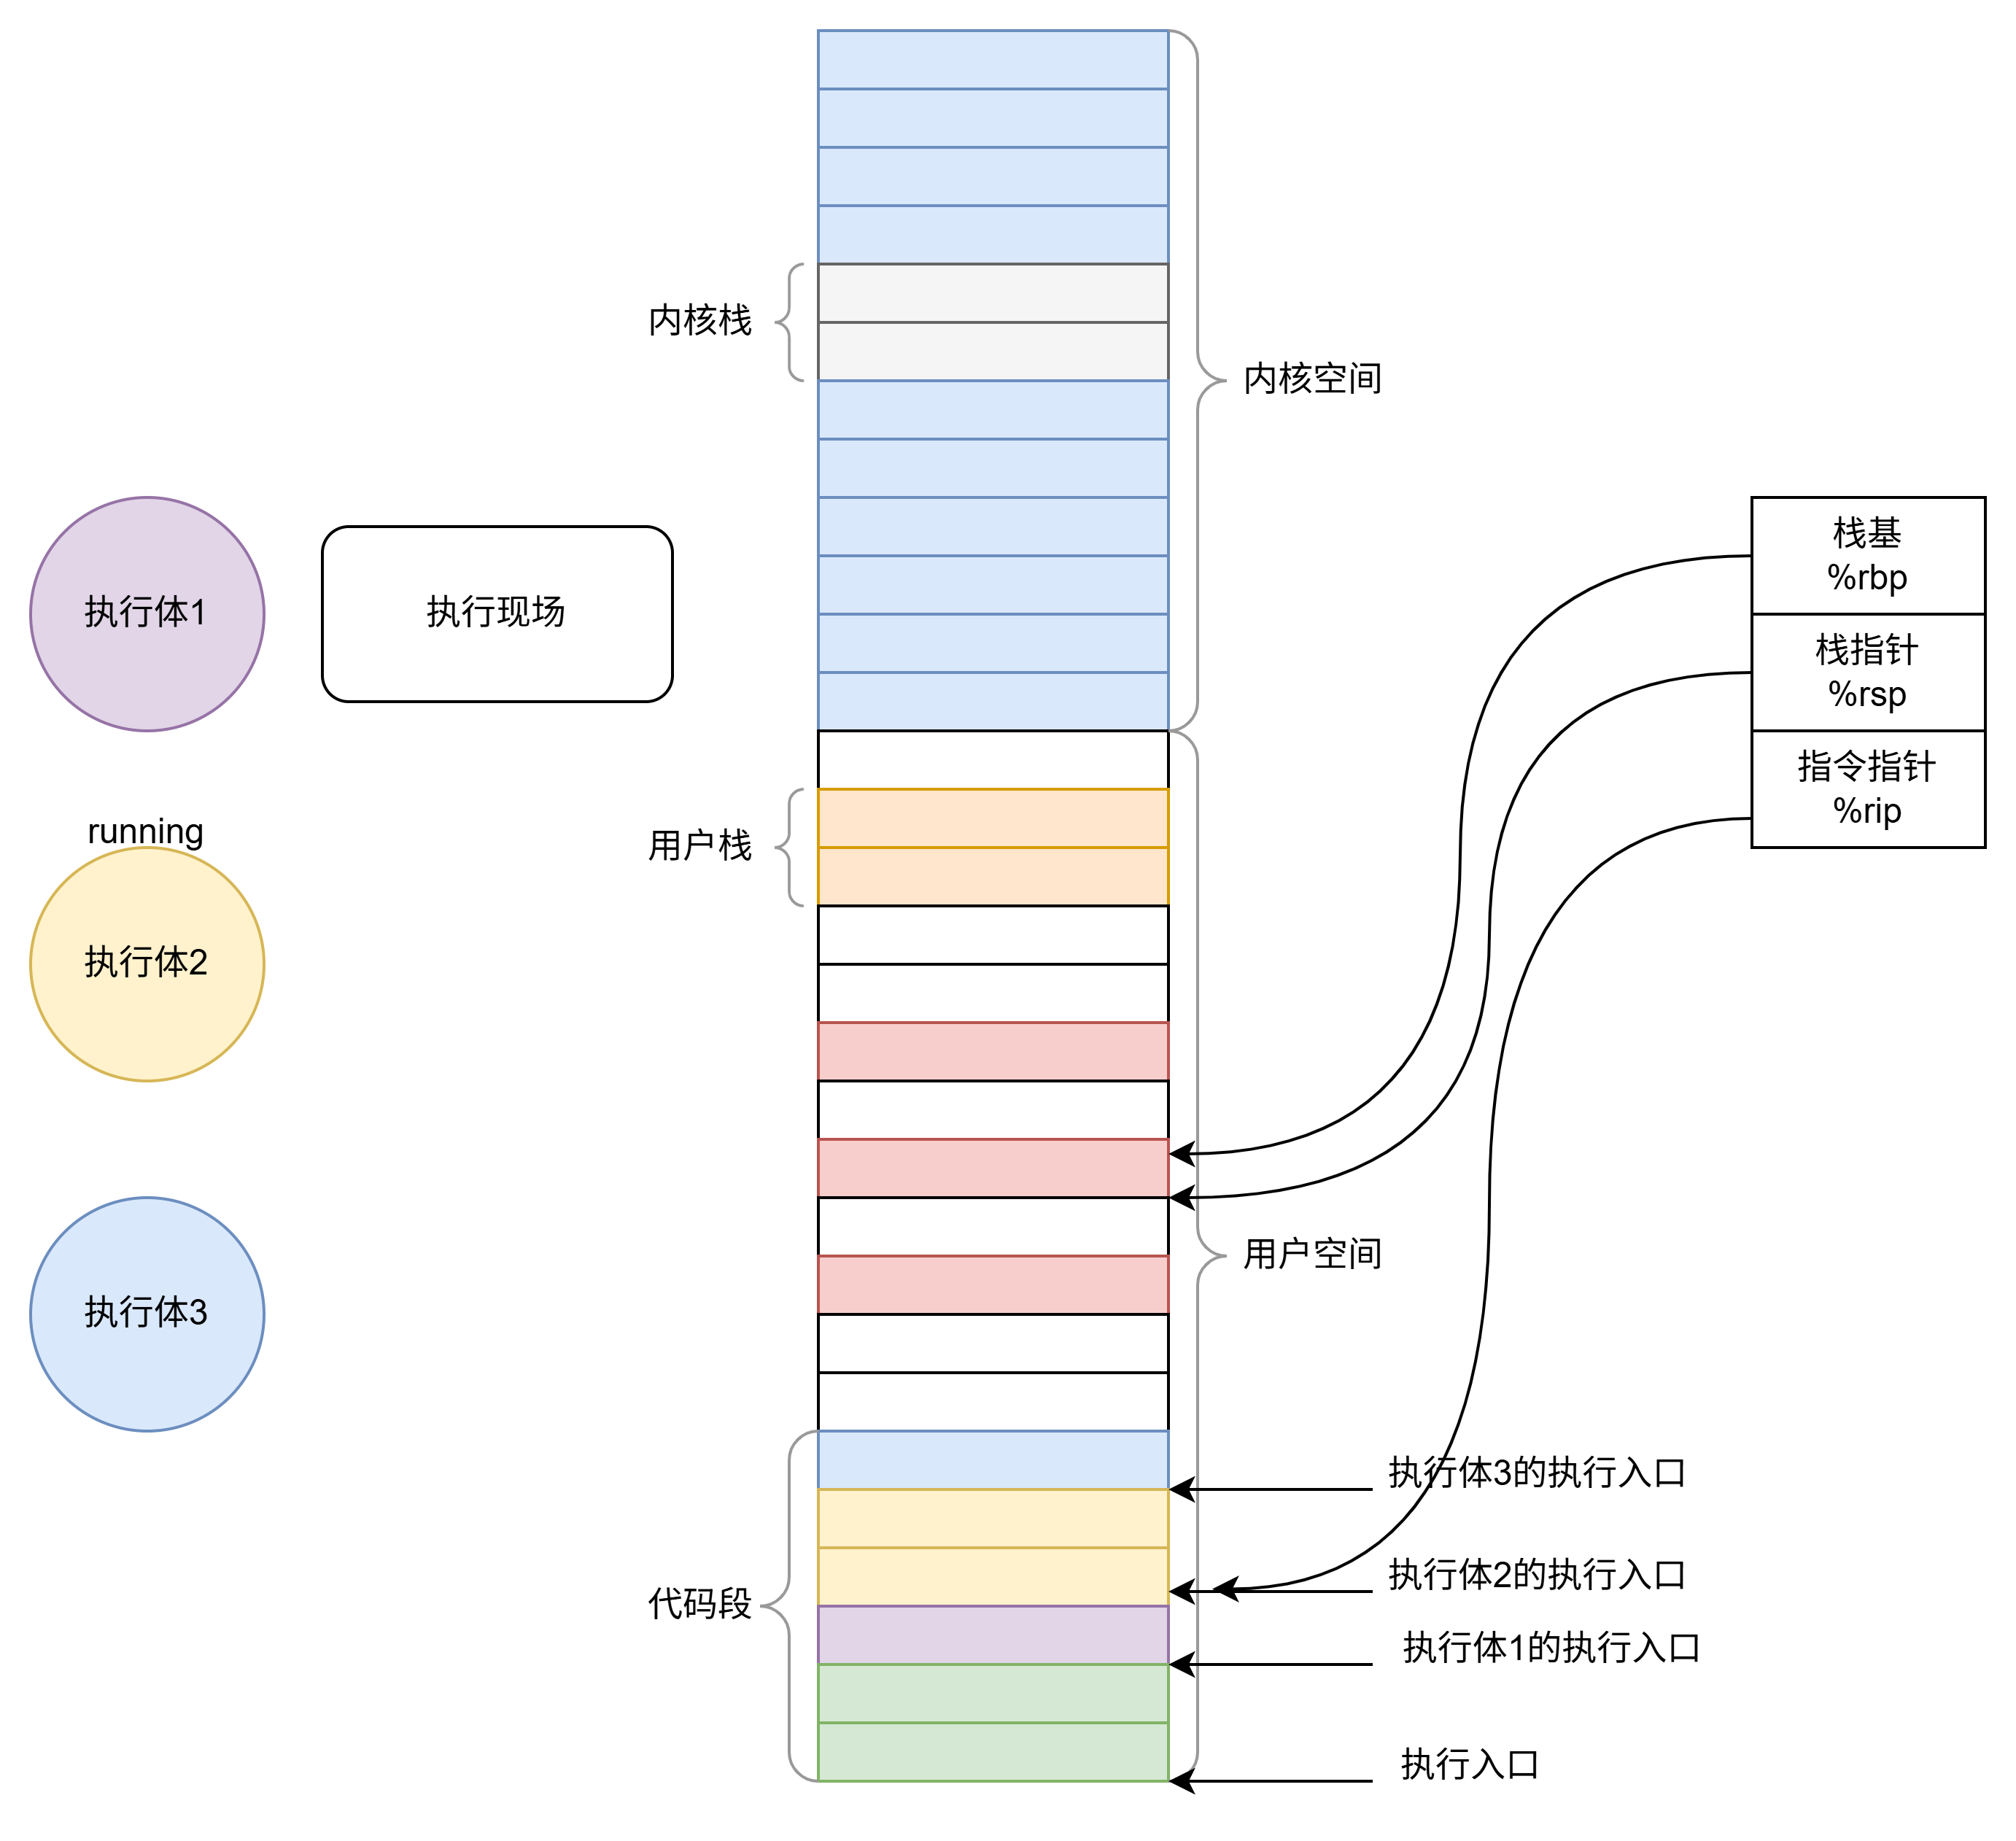 内核栈
内核空间
栈基
%rbp
执行体1
执行现场
栈指针
%rsp
指令指针
%rip
running
用户栈
执行体2
用户空间
执行体3
执行体3的执行入口
执行体2的执行入口
代码段
执行体1的执行入口
执行入口